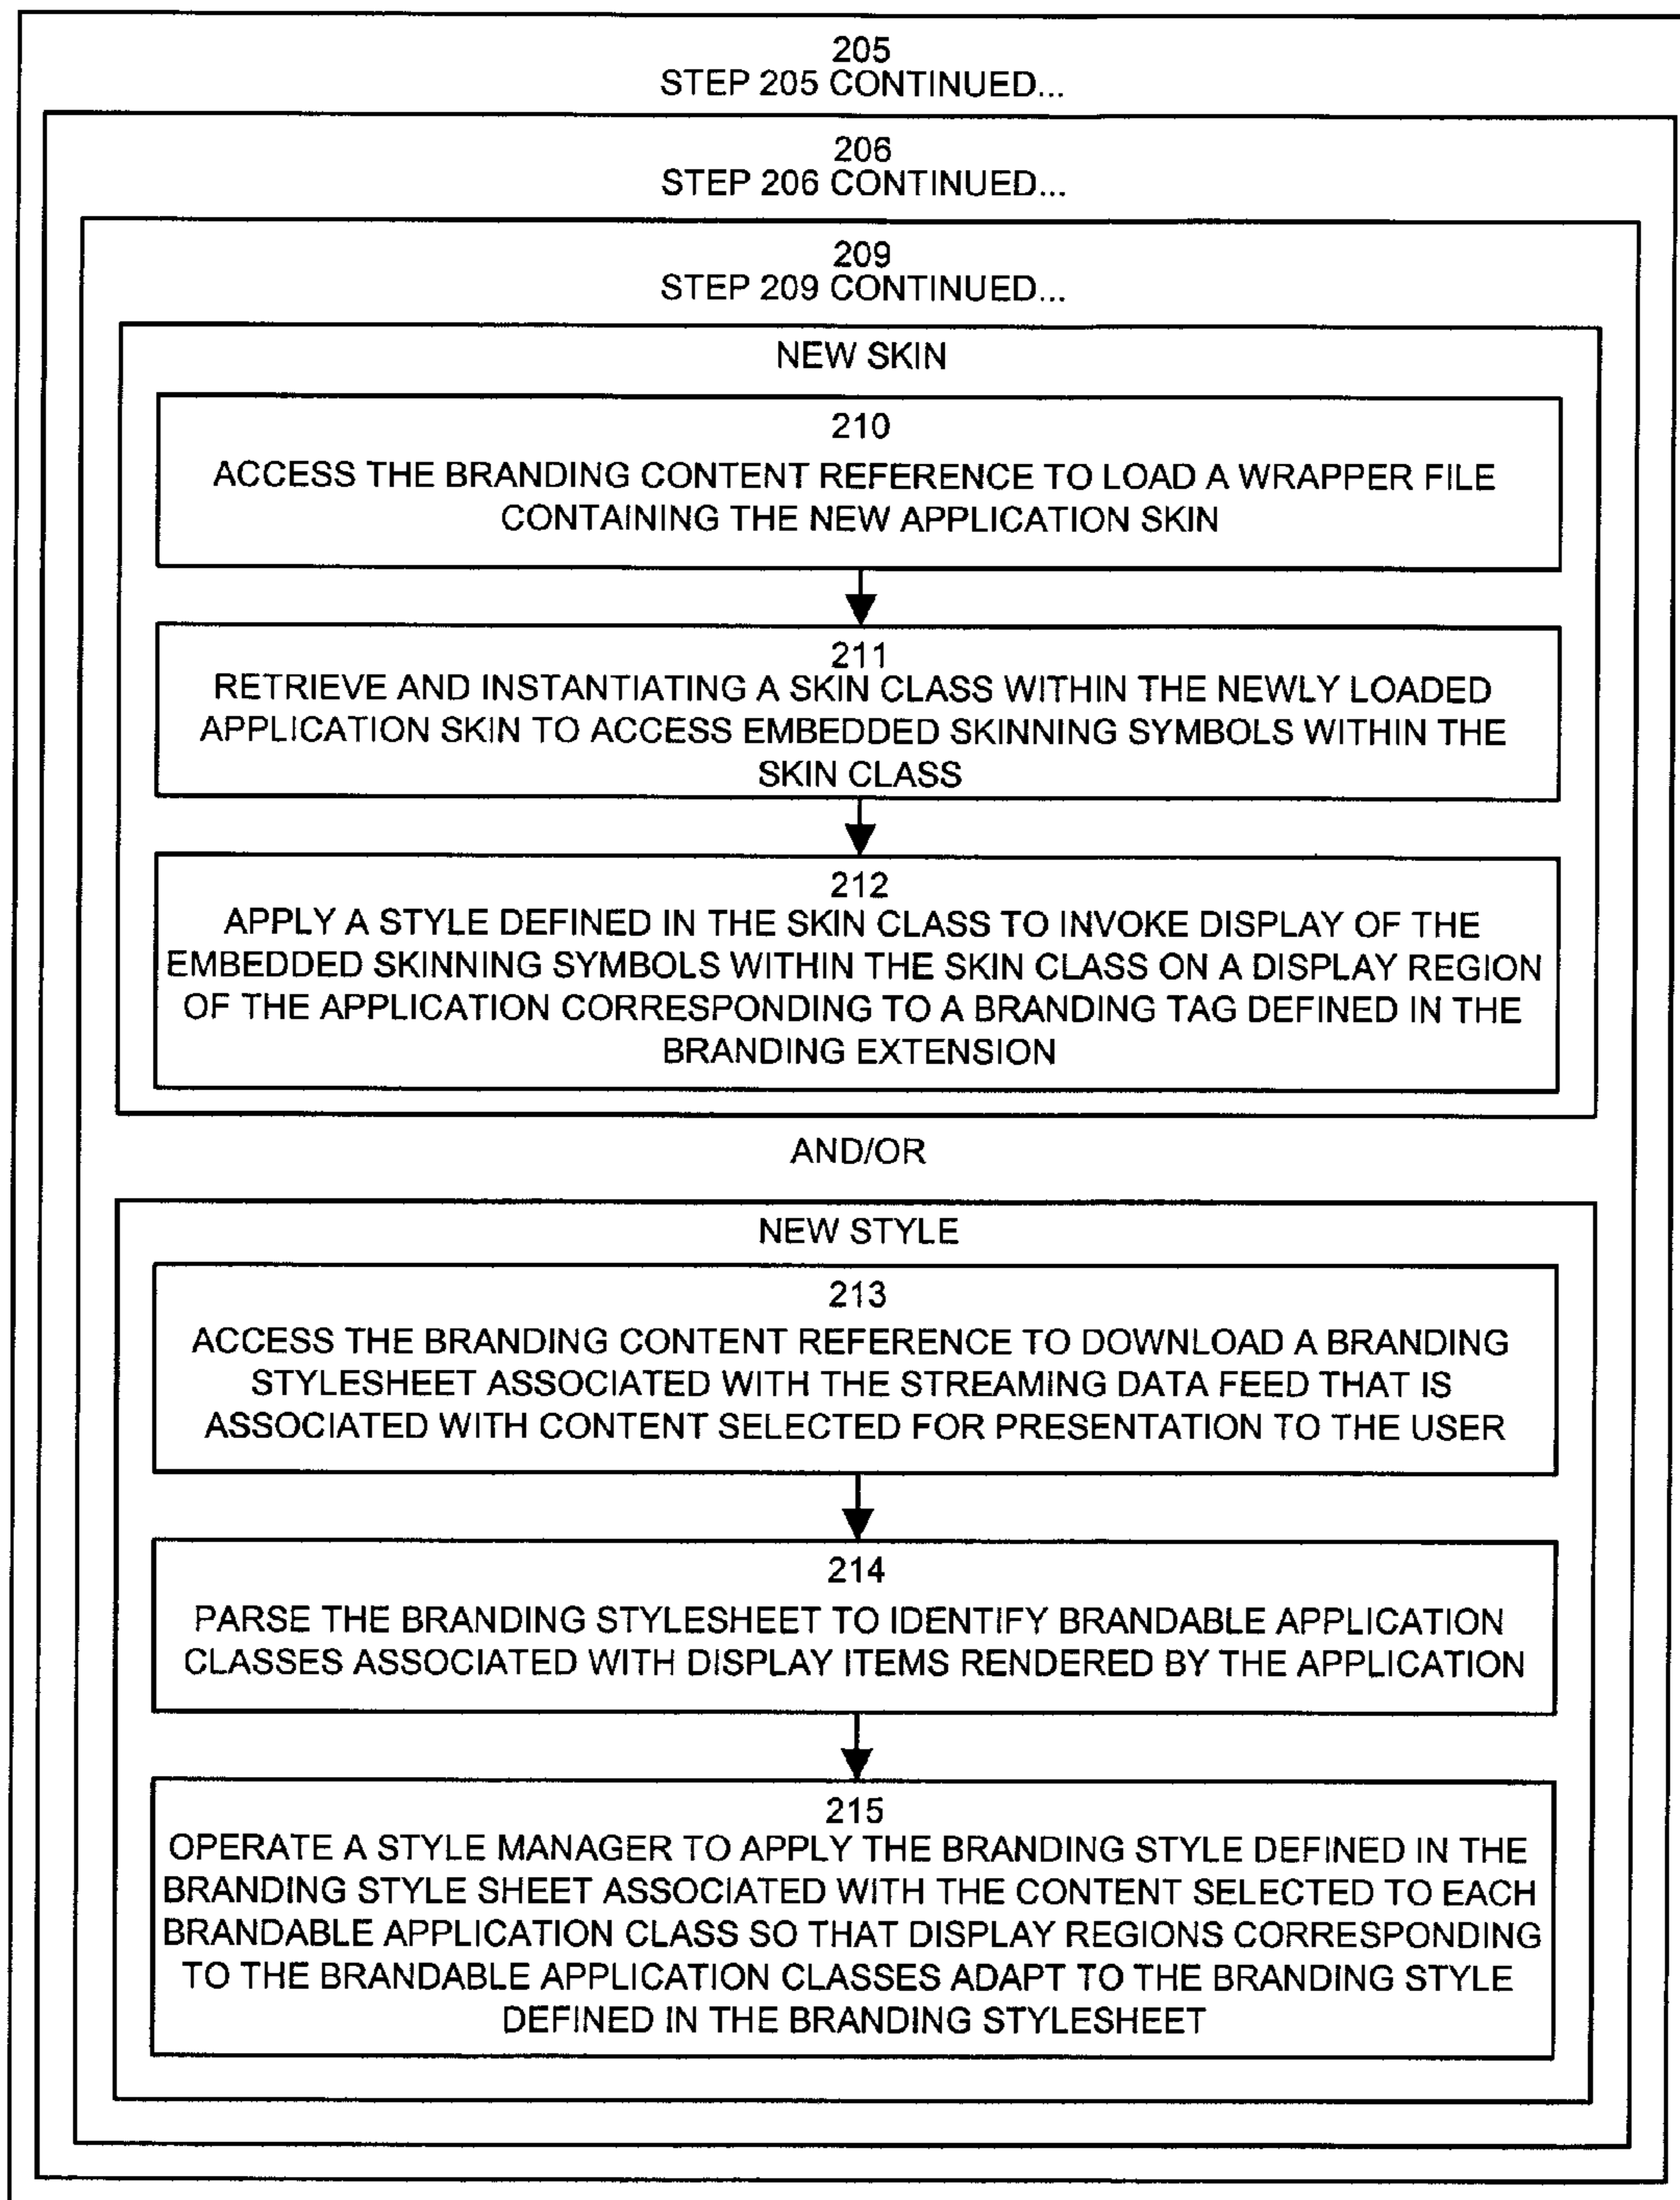 205
STEP 205 CONTINUED...
206
STEP 206 CONTINUED...
209
STEP 209 CONTINUED...
NEW SKIN
210
ACCESS THE BRANDING CONTENT REFERENCE TO LOAD A WRAPPER FILE
CONTAINING THE NEW APPLICATION SKIN
211
RETRIEVE AND INSTANTIATING A SKIN CLASS WITHIN THE NEWLY LOADED
APPLICATION SKIN TO ACCESS EMBEDDED SKINNING SYMBOLS WITHIN THE
SKIN CLASS
212
APPLY A STYLE DEFINED IN THE SKIN CLASS TO INVOKE DISPLAY OF THE
EMBEDDED SKINNING SYMBOLS WITHIN THE SKIN CLASS ON A DISPLAY REGION
OF THE APPLICATION CORRESPONDING TO A BRANDING TAG DEFINED IN THE
BRANDING EXTENSION
AND/OR
NEW STYLE
213
ACCESS THE BRANDING CONTENT REFERENCE TO DOWNLOAD A BRANDING
STYLESHEET ASSOCIATED WITH THE STREAMING DATA FEED THAT IS
ASSOCIATED WITH CONTENT SELECTED FOR PRESENTATION TO THE USER
214
PARSE THE BRANDING STYLESHEET TO IDENTIFY BRANDABLE APPLICATION
CLASSES ASSOCIATED WITH DISPLAY ITEMS RENDERED BY THE APPLICATION
215
OPERATE A STYLE MANAGER TO APPLY THE BRANDING STYLE DEFINED IN THE
BRANDING STYLE SHEET ASSOCIATED WITH THE CONTENT SELECTED TO EACH
BRANDABLE APPLICATION CLASS SO THAT DISPLAY REGIONS CORRESPONDING
TO THE BRANDABLE APPLICATION CLASSES ADAPT TO THE BRANDING STYLE
DEFINED IN THE BRANDING STYLESHEET